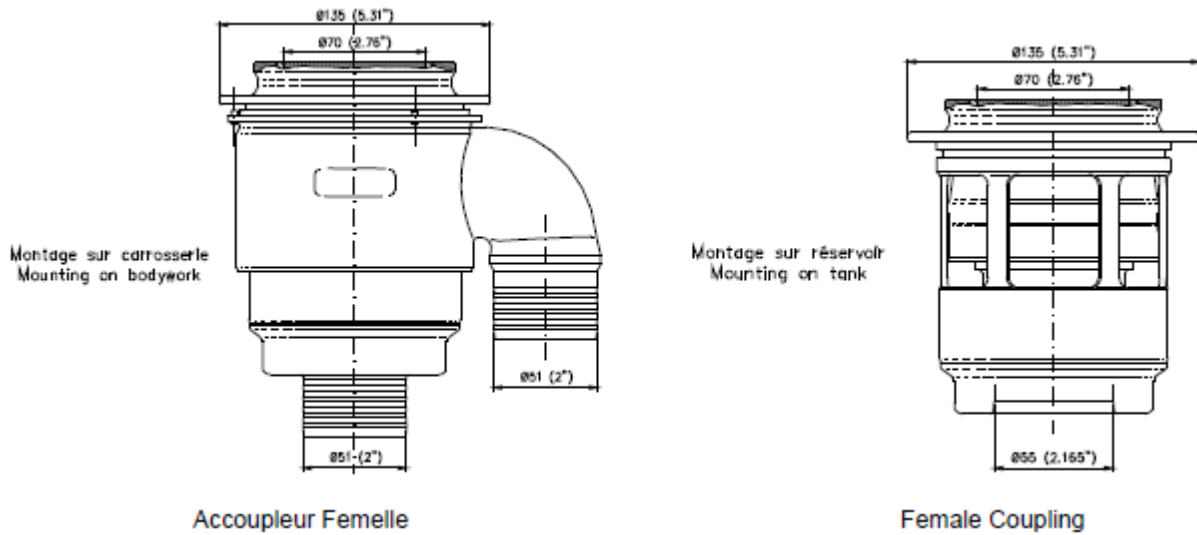 Ø135 (5.31")
Ø70 (2.76")
Montage sur carrosserie
Mounting on bodywork
Ø51 (2")
Ø51-(2")
Accoupleur Femelle
Ø135 (5.31")
Ø70 (2.76")
Montage sur réservoir
Mounting on tank
Ø55 (2.165")
Female Coupling